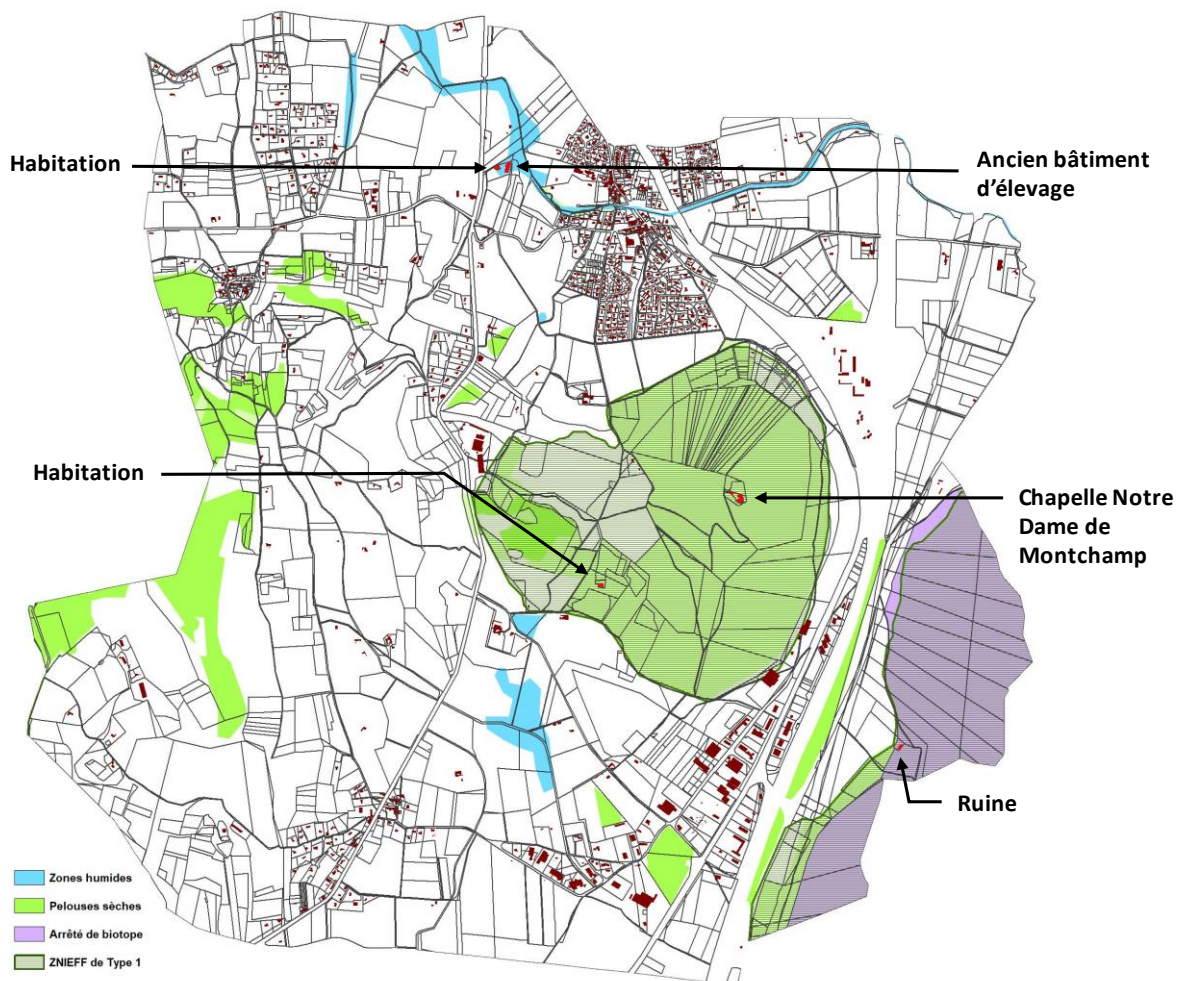 Habitation
Ancien bâtiment
d’élevage
Habitation
Chapelle Notre
Dame de
Montchamp
Ruine
Zones humides
Pelouses sèches
Arrêté de biotope
ZNIEFF de Type 1